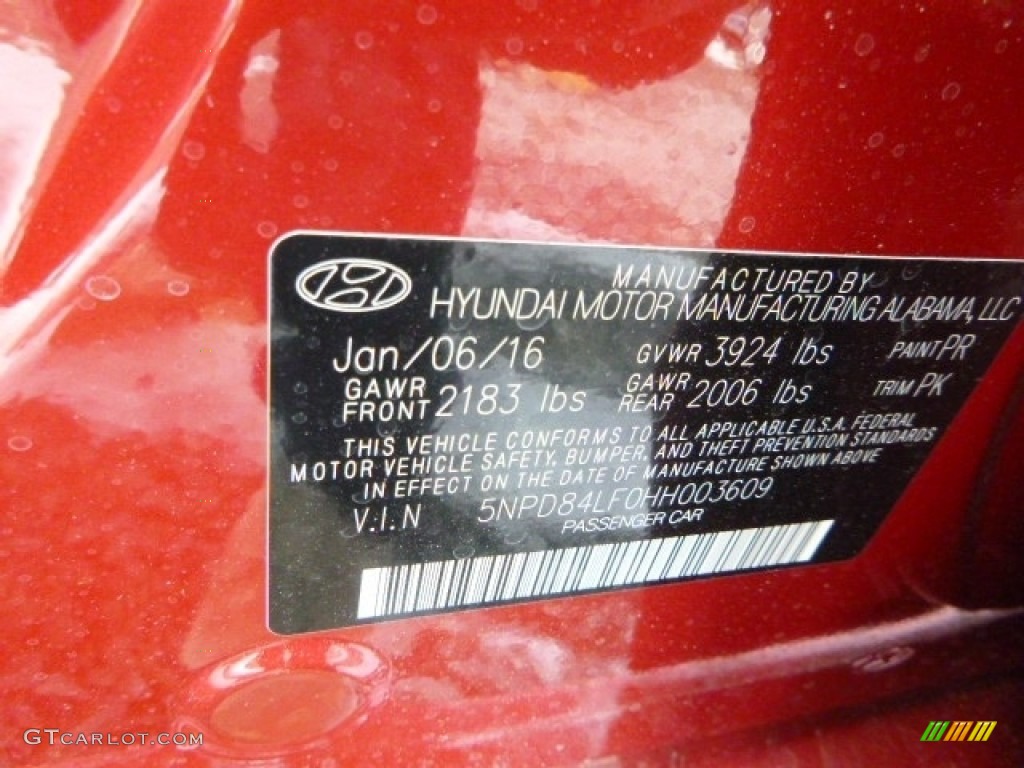 MANUFACTURED BY
HYUNDAI MOTOR MANUFACTURING ALABAMA, LLC
Jan/06/16 GVWR 3924 lbs PAINT PR
GAWR FRONT 2183 lbs GAWR REAR 2006 lbs TRIM PK
THIS VEHICLE CONFORMS TO ALL APPLICABLE U.S.A. FEDERAL
MOTOR VEHICLE SAFETY, BUMPER, AND THEFT PREVENTION STANDARDS
IN EFFECT ON THE DATE OF MANUFACTURE SHOWN ABOVE
V.I.N 5NPD84LF0HH003609
PASSENGER CAR
GTCARLOT.COM